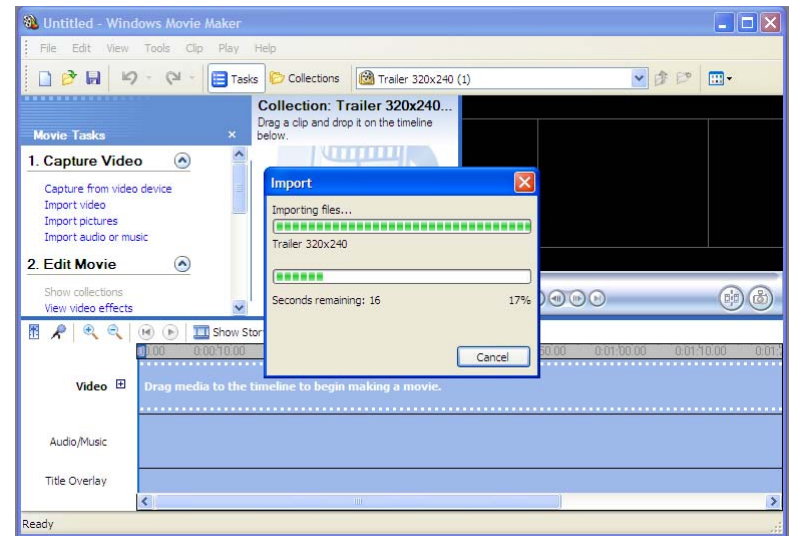 Untitled - Windows Movie Maker
File Edit View Tools Clip Play Help
Tasks Collections Trailer 320x240 (1)
Movie Tasks ×
Collection: Trailer 320x240...
Drag a clip and drop it on the timeline
below.
1. Capture Video
Capture from video device
Import video
Import pictures
Import audio or music
2. Edit Movie
Show collections
View video effects
Import
Importing files...
Trailer 320x240
Seconds remaining: 16 17%
Cancel
Show Stor
0:00:10.00 50.00 0:01:00.00 0:01:10.00
Video
Drag media to the timeline to begin making a movie.
Audio/Music
Title Overlay
Ready